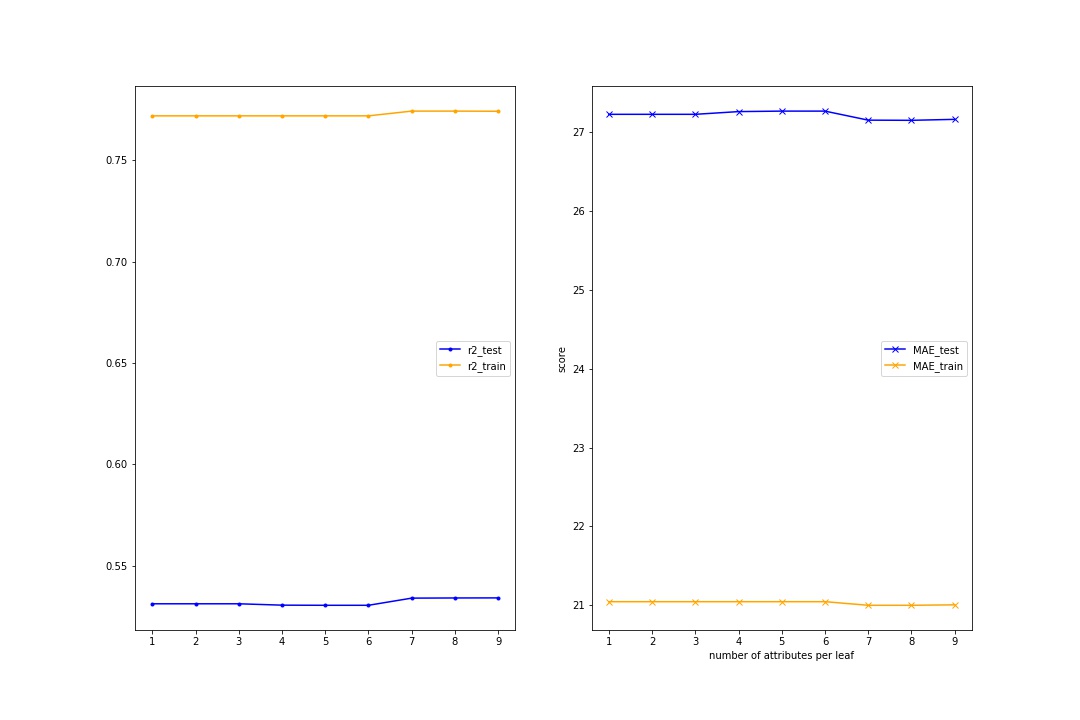 0.75
0.70
0.65
0.60
0.55
1 2 3 4 5 6 7 8 9
r2_test
r2_train
score
27
26
25
24
23
22
21
1 2 3 4 5 6 7 8 9
number of attributes per leaf
MAE_test
MAE_train